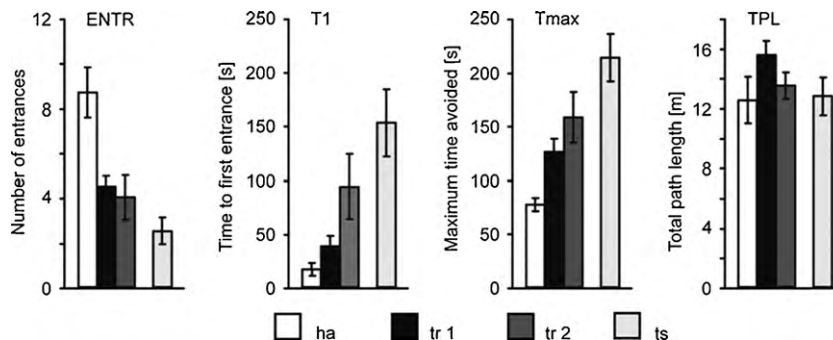 ENTR
T1
Tmax
TPL
Number of entrances
12
8
4
0
Time to first entrance [s]
250
200
150
100
50
0
Maximum time avoided [s]
250
200
150
100
50
0
Total path length [m]
16
12
8
4
0
ha
tr 1
tr 2
ts